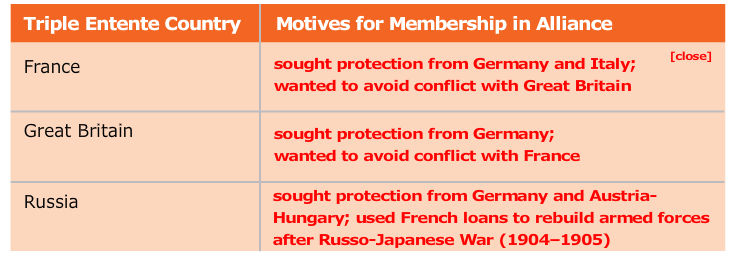 Triple Entente Country
Motives for Membership in Alliance
France
sought protection from Germany and Italy;
[close]
wanted to avoid conflict with Great Britain
Great Britain
sought protection from Germany;
wanted to avoid conflict with France
Russia
sought protection from Germany and Austria-
Hungary; used French loans to rebuild armed forces
after Russo-Japanese War (1904–1905)